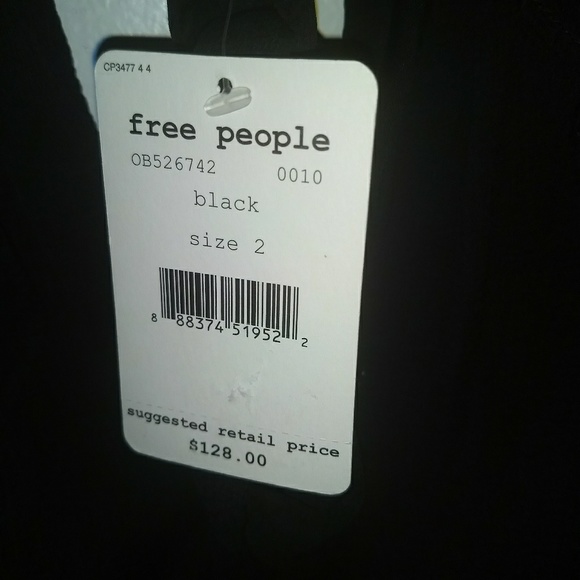 CP3477 4 4
free people
OB526742 0010
black
size 2
8 88374 51952 2
suggested retail price
$128.00